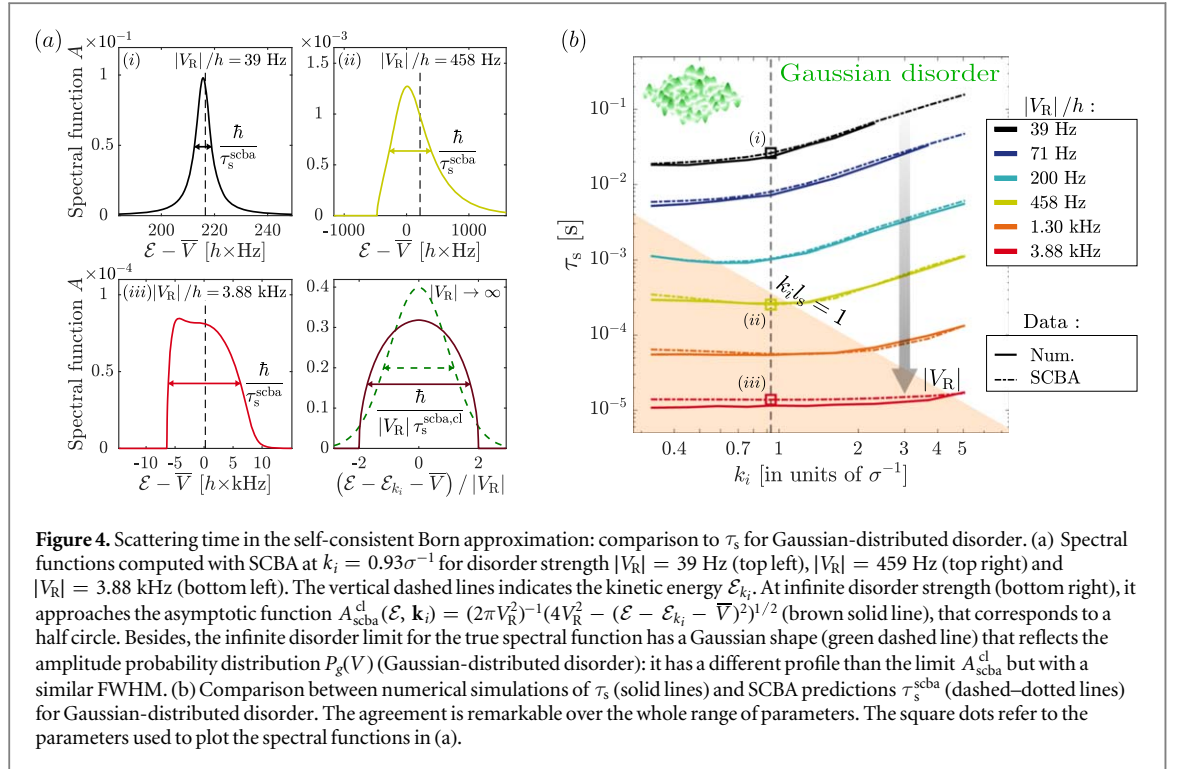 (a)
×10⁻¹
(i) |V_R|/h = 39 Hz
Spectral function A
1
0.5
0
ħ
τ_s^scba
200
220
240
ℰ − V̅ [h×Hz]
×10⁻³
(ii) |V_R|/h = 458 Hz
1.5
1
0.5
0
ħ
τ_s^scba
-1000
0
1000
ℰ − V̅ [h×Hz]
×10⁻⁴
(iii) |V_R|/h = 3.88 kHz
Spectral function A
1
0.5
0
ħ
τ_s^scba
-10
-5
0
5
10
ℰ − V̅ [h×kHz]
|V_R| → ∞
0.4
0.3
0.2
0.1
0
ħ
|V_R| τ_s^scba,cl
-2
0
2
(ℰ − ℰ_kᵢ − V̅) / |V_R|
(b)
Gaussian disorder
τ_s [s]
10⁻¹
10⁻²
10⁻³
10⁻⁴
10⁻⁵
(i)
(ii)
(iii)
kᵢlₛ = 1
|V_R|
0.4
0.7
1
2
3
4
5
kᵢ [in units of σ⁻¹]
|V_R|/h :
39 Hz
71 Hz
200 Hz
458 Hz
1.30 kHz
3.88 kHz
Data :
Num.
SCBA
Figure 4. Scattering time in the self-consistent Born approximation: comparison to τ_s for Gaussian-distributed disorder. (a) Spectral
functions computed with SCBA at kᵢ = 0.93σ⁻¹ for disorder strength |V_R| = 39 Hz (top left), |V_R| = 459 Hz (top right) and
|V_R| = 3.88 kHz (bottom left). The vertical dashed lines indicates the kinetic energy ℰ_kᵢ. At infinite disorder strength (bottom right), it
approaches the asymptotic function A_scba^cl(ℰ, 𝐤ᵢ) = (2πV_R²)⁻¹(4V_R² − (ℰ − ℰ_kᵢ − V̅)²)^1/2 (brown solid line), that corresponds to a
half circle. Besides, the infinite disorder limit for the true spectral function has a Gaussian shape (green dashed line) that reflects the
amplitude probability distribution P_g(V) (Gaussian-distributed disorder): it has a different profile than the limit A_scba^cl but with a
similar FWHM. (b) Comparison between numerical simulations of τ_s (solid lines) and SCBA predictions τ_s^scba (dashed–dotted lines)
for Gaussian-distributed disorder. The agreement is remarkable over the whole range of parameters. The square dots refer to the
parameters used to plot the spectral functions in (a).